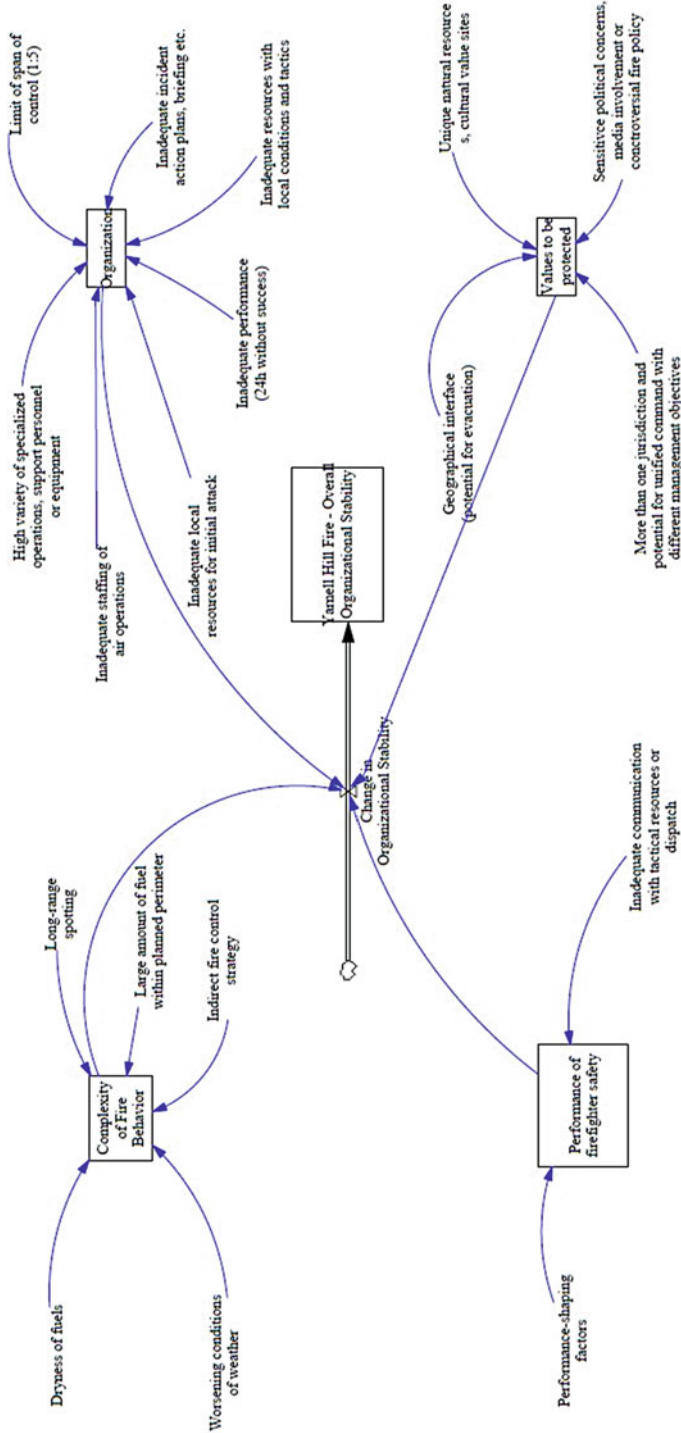 Dryness of fuels
Long-range
spotting
Complexity
of Fire
Behavior
Large amount of fuel
within planned perimeter
Worsening conditions
of weather
Indirect fire control
strategy
High variety of specialized
operations, support personnel
or equipment
Limit of span of
control (1:5)
Organization
Inadequate incident
action plans, briefing etc.
Inadequate staffing of
air operations
Inadequate resources with
local conditions and tactics
Inadequate local
resources for initial attack
Inadequate performance
(24h without success)
Change in
Organizational Stability
Yarnell Hill Fire - Overall
Organizational Stability
Performance-shaping
factors
Performance of
firefighter safety
Inadequate communication
with tactical resources or
dispatch
Geographical interface
(potential for evacuation)
Unique natural resource
s, cultural value sites
Values to be
protected
More than one jurisdiction and
potential for unified command with
different management objectives
Sensitivce political concerns,
media involvement or
conctroversial fire policy